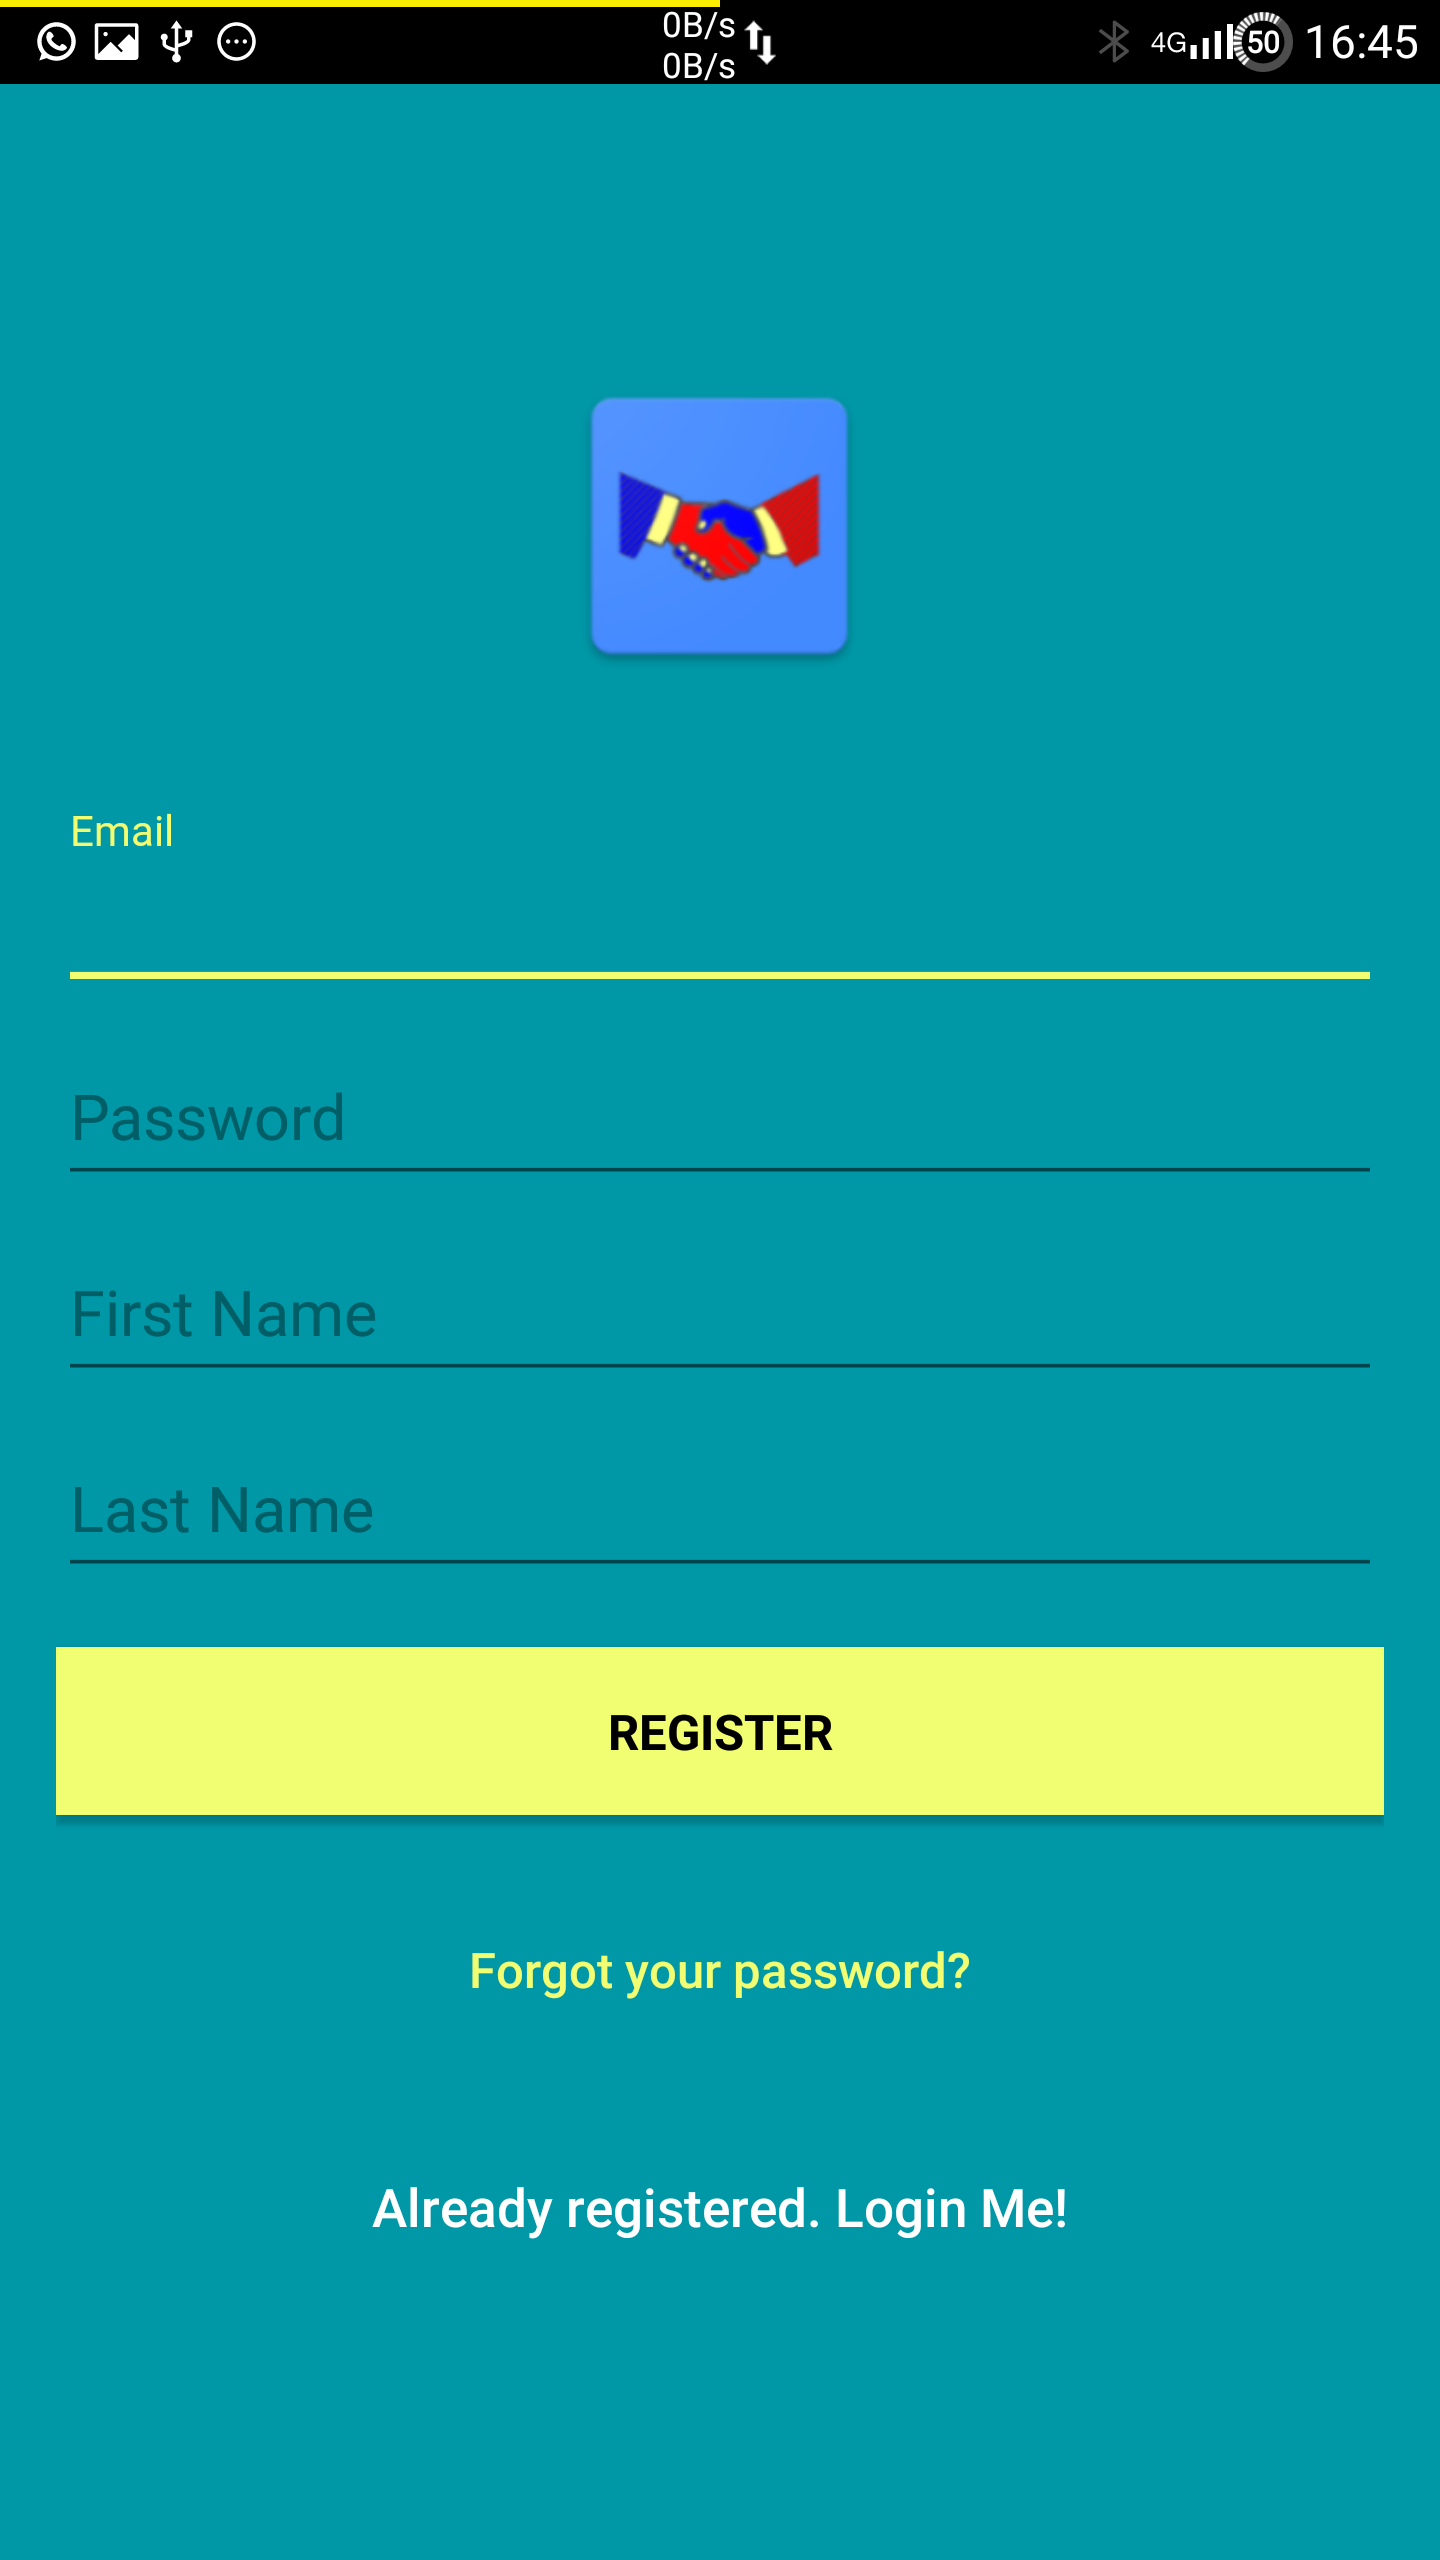 0B/s
0B/s
4G 50 16:45
Email
Password
First Name
Last Name
REGISTER
Forgot your password?
Already registered. Login Me!